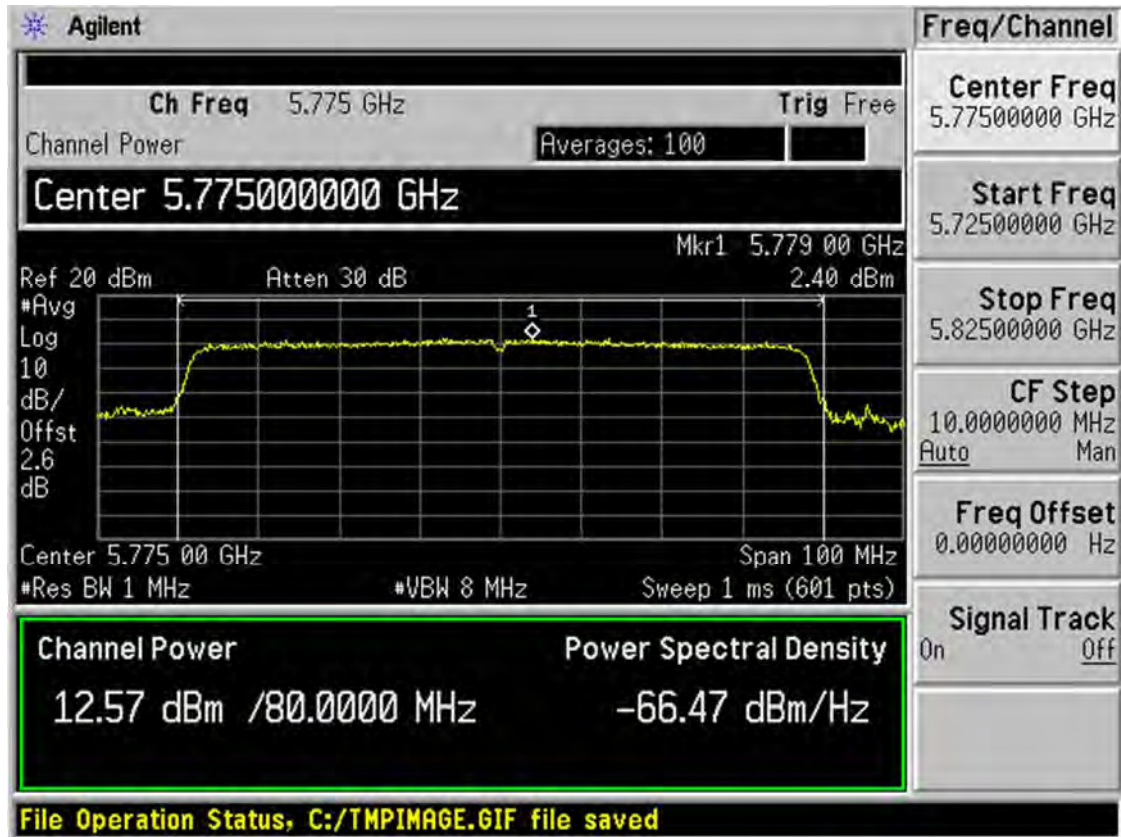 Agilent
Freq/Channel
Ch Freq 5.775 GHz
Trig Free
Channel Power
Averages: 100
Center 5.775000000 GHz
Mkr1 5.779 00 GHz
Ref 20 dBm
Atten 30 dB
2.40 dBm
#Avg
Log
10
dB/
Offst
2.6
dB
1
Center 5.775 00 GHz
Span 100 MHz
#Res BW 1 MHz
#VBW 8 MHz
Sweep 1 ms (601 pts)
Channel Power
Power Spectral Density
12.57 dBm /80.0000 MHz
-66.47 dBm/Hz
File Operation Status, C:/TMPIMAGE.GIF file saved
Center Freq
5.77500000 GHz
Start Freq
5.72500000 GHz
Stop Freq
5.82500000 GHz
CF Step
10.0000000 MHz
Auto Man
Freq Offset
0.00000000 Hz
Signal Track
On Off